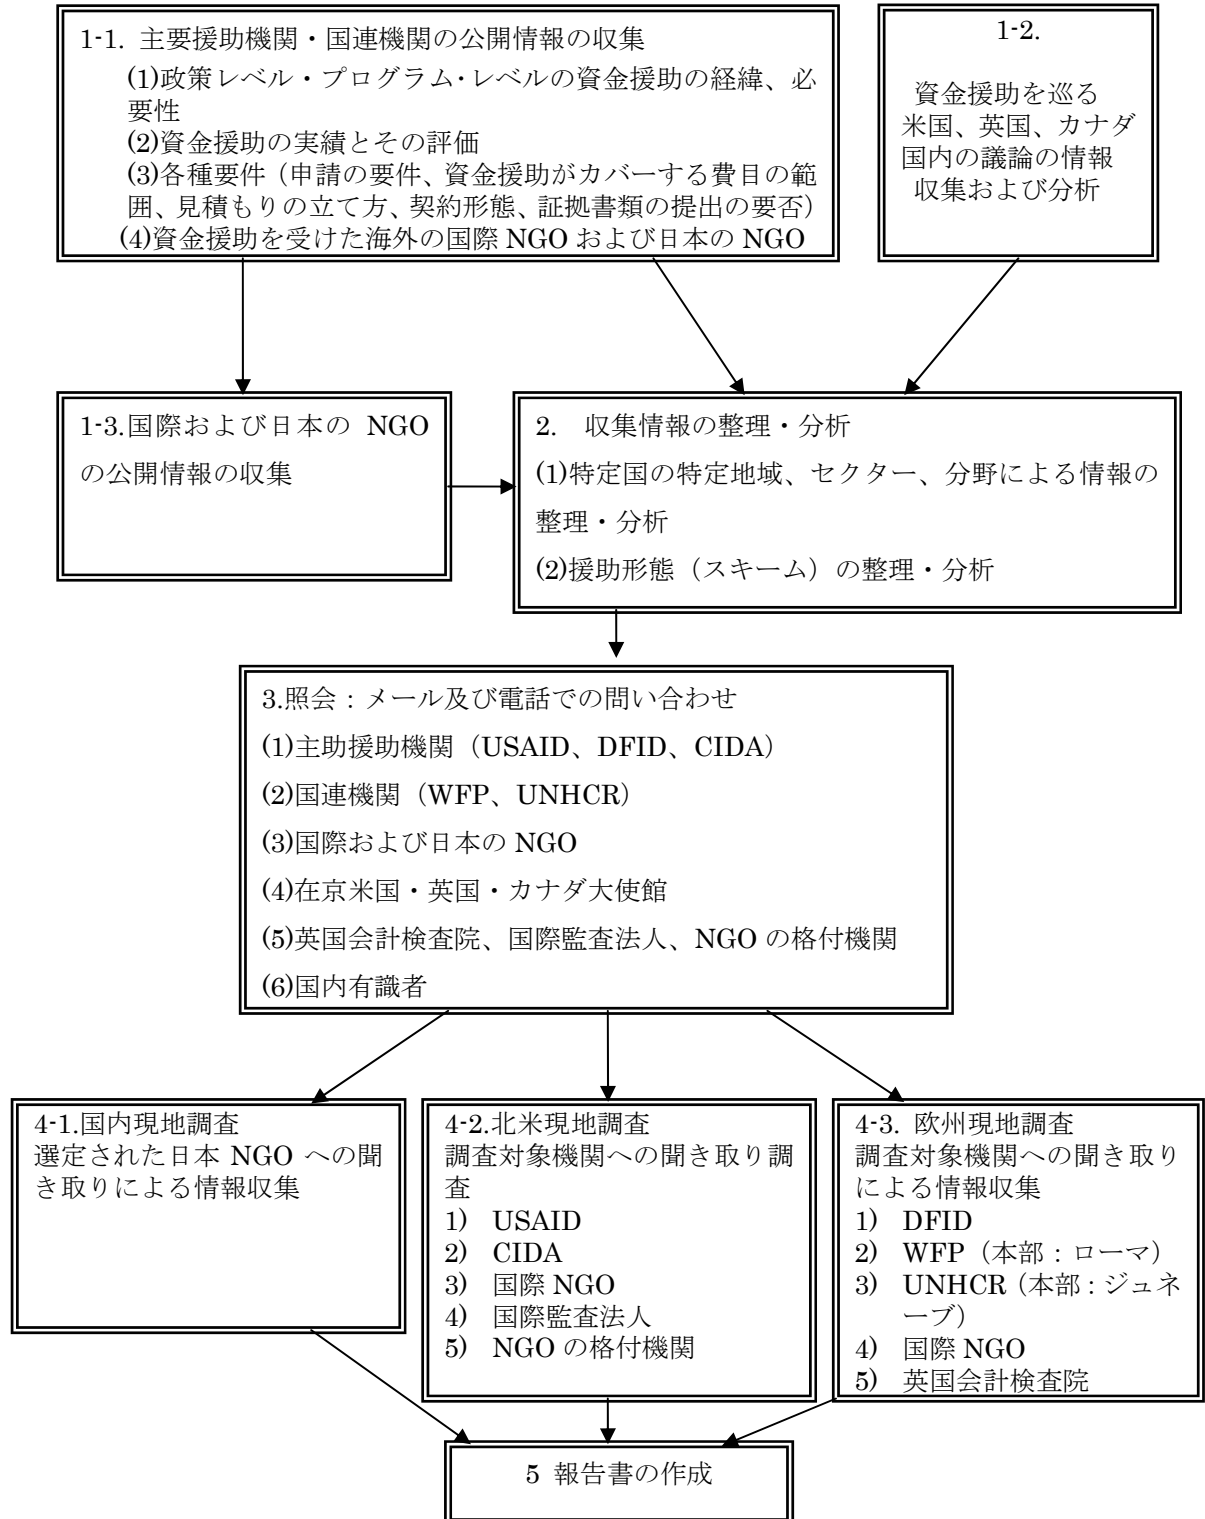 1-1. 主要援助機関・国連機関の公開情報の収集
(1)政策レベル・プログラム・レベルの資金援助の経緯、必
要性
(2)資金援助の実績とその評価
(3)各種要件（申請の要件、資金援助がカバーする費目の範
囲、見積もりの立て方、契約形態、証拠書類の提出の要否）
(4)資金援助を受けた海外の国際 NGO および日本の NGO
1-2.
資金援助を巡る
米国、英国、カナダ
国内の議論の情報
収集および分析
1-3.国際および日本の NGO
の公開情報の収集
2. 収集情報の整理・分析
(1)特定国の特定地域、セクター、分野による情報の
整理・分析
(2)援助形態（スキーム）の整理・分析
3.照会：メール及び電話での問い合わせ
(1)主助援助機関（USAID、DFID、CIDA）
(2)国連機関（WFP、UNHCR）
(3)国際および日本の NGO
(4)在京米国・英国・カナダ大使館
(5)英国会計検査院、国際監査法人、NGO の格付機関
(6)国内有識者
4-1.国内現地調査
選定された日本 NGO への聞
き取りによる情報収集
4-2.北米現地調査
調査対象機関への聞き取り調
査
1) USAID
2) CIDA
3) 国際 NGO
4) 国際監査法人
5) NGO の格付機関
4-3. 欧州現地調査
調査対象機関への聞き取り
による情報収集
1) DFID
2) WFP（本部：ローマ）
3) UNHCR（本部：ジュネ
ーブ）
4) 国際 NGO
5) 英国会計検査院
5 報告書の作成